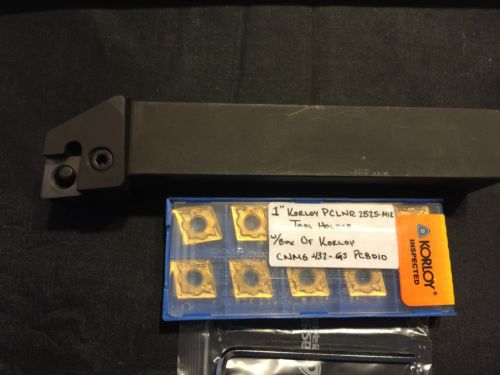 1" KORLOY PCLNR 2525-M12
TOOL HOLDER
W/BOX OF KORLOY
CNMG 432-GS PC8010
KORLOY
INSPECTED